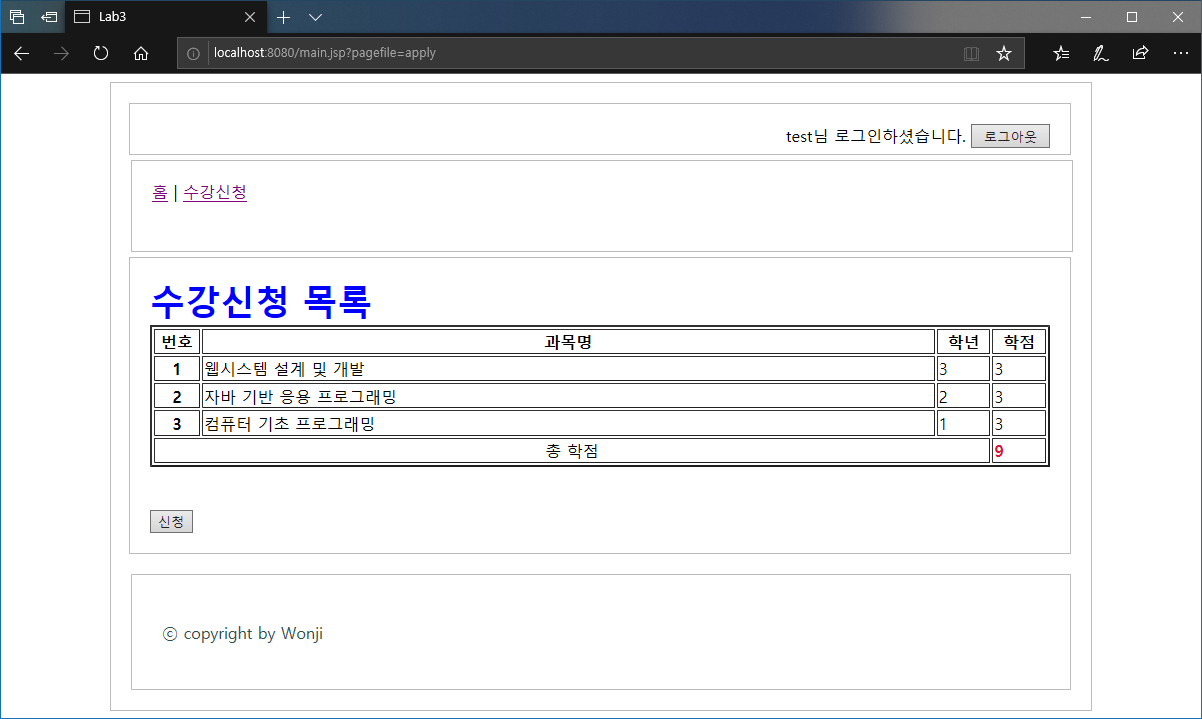 Lab3
localhost:8080/main.jsp?pagefile=apply
test님 로그인하셨습니다. 로그아웃
홈 | 수강신청
수강신청 목록
번호 과목명 학년 학점
1 웹시스템 설계 및 개발 3 3
2 자바 기반 응용 프로그래밍 2 3
3 컴퓨터 기초 프로그래밍 1 3
총 학점 9
신청
ⓒ copyright by Wonji